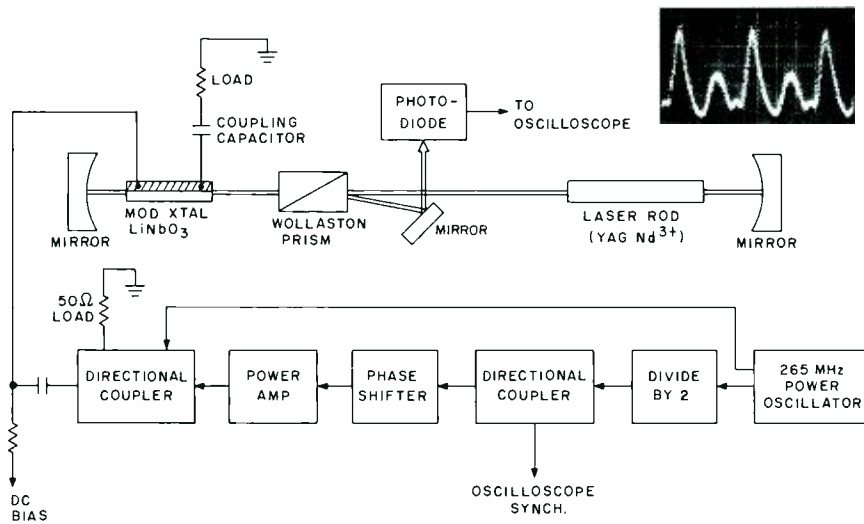 LOAD
COUPLING
CAPACITOR
PHOTO-
DIODE
TO
OSCILLOSCOPE
MIRROR
MOD XTAL
LiNbO3
WOLLASTON
PRISM
MIRROR
LASER ROD
(YAG Nd3+)
MIRROR
50Ω
LOAD
DIRECTIONAL
COUPLER
POWER
AMP
PHASE
SHIFTER
DIRECTIONAL
COUPLER
DIVIDE
BY 2
265 MHz
POWER
OSCILLATOR
DC
BIAS
OSCILLOSCOPE
SYNCH.